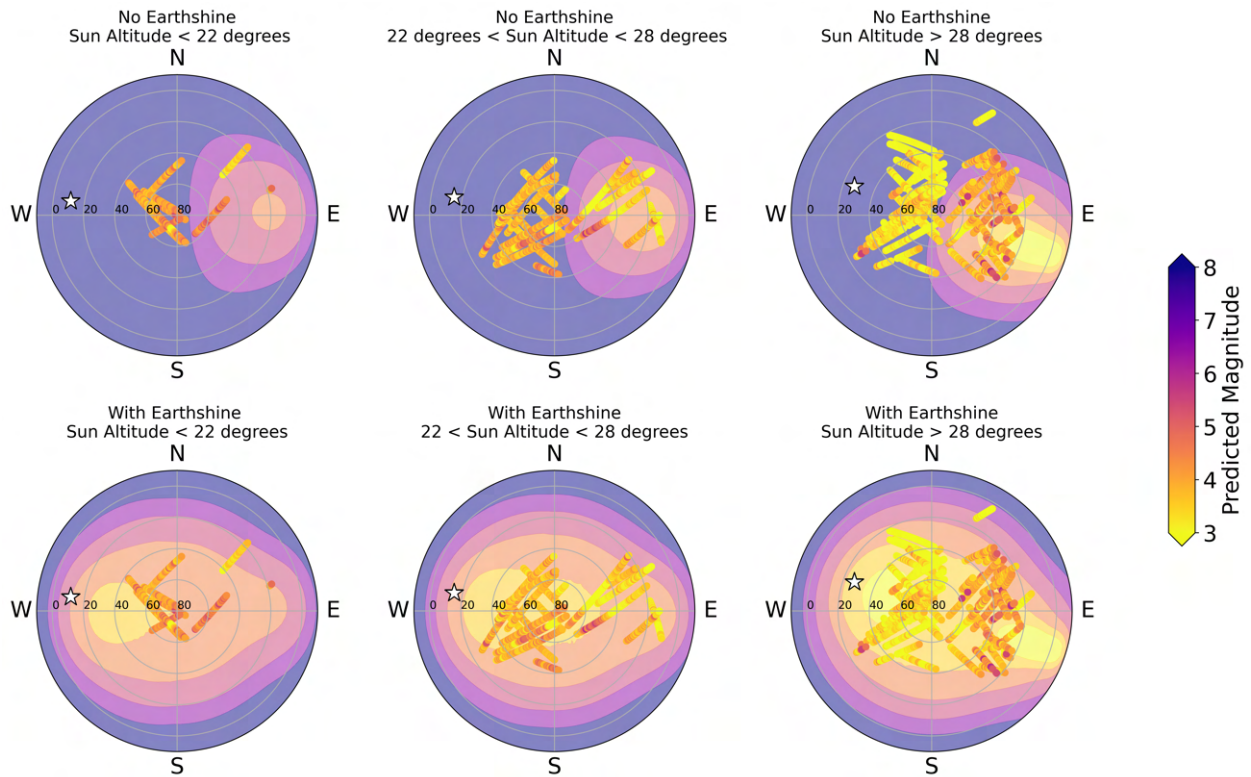 No Earthshine
Sun Altitude < 22 degrees
N
W 0 20 40 60 80 E
S
No Earthshine
22 degrees < Sun Altitude < 28 degrees
N
W 0 20 40 60 80 E
S
No Earthshine
Sun Altitude > 28 degrees
N
W 0 20 40 60 80 E
S
With Earthshine
Sun Altitude < 22 degrees
N
W 0 20 40 60 80 E
S
With Earthshine
22 < Sun Altitude < 28 degrees
N
W 0 20 40 60 80 E
S
With Earthshine
Sun Altitude > 28 degrees
N
W 0 20 40 60 80 E
S
8
7
6
5
4
3
Predicted Magnitude